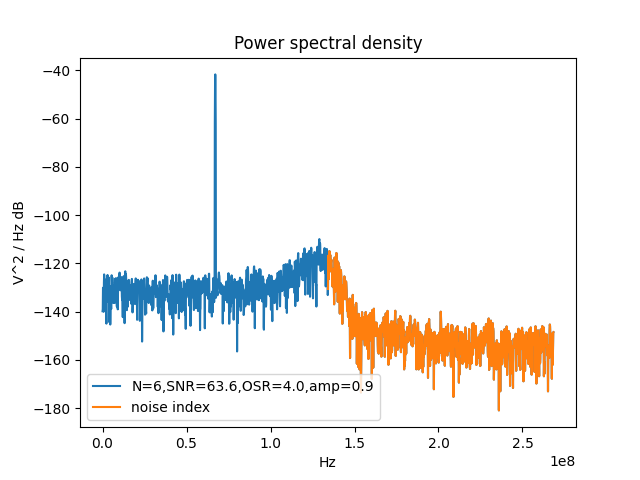 Power spectral density
V^2 / Hz dB
−40
−60
−80
−100
−120
−140
−160
−180
N=6,SNR=63.6,OSR=4.0,amp=0.9
noise index
0.0 0.5 1.0 1.5 2.0 2.5
1e8
Hz